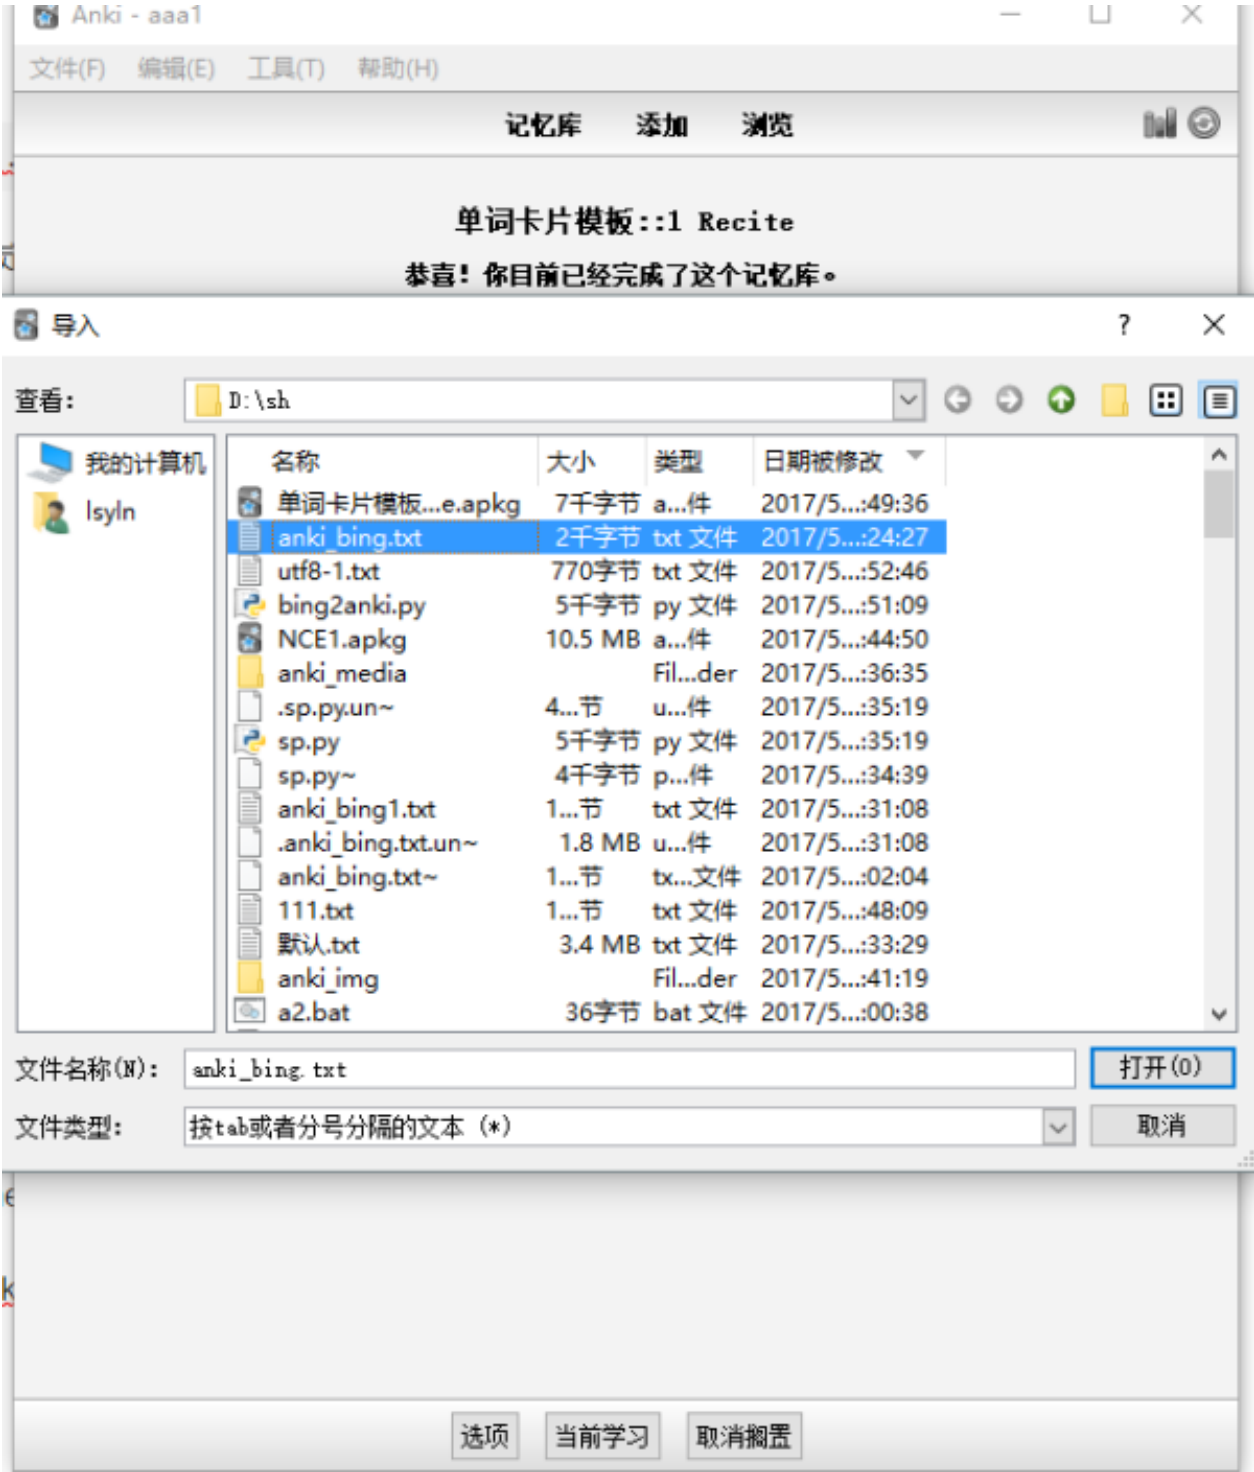 Anki - aaa1
文件(F) 编辑(E) 工具(T) 帮助(H)
记忆库 添加 浏览
单词卡片模板::1 Recite
恭喜！你目前已经完成了这个记忆库。
导入 ?
查看: D:\sh
我的计算机
lsyln
名称 大小 类型 日期被修改
单词卡片模板...e.apkg 7千字节 a...件 2017/5...:49:36
anki_bing.txt 2千字节 txt 文件 2017/5...:24:27
utf8-1.txt 770字节 txt 文件 2017/5...:52:46
bing2anki.py 5千字节 py 文件 2017/5...:51:09
NCE1.apkg 10.5 MB a...件 2017/5...:44:50
anki_media Fil...der 2017/5...:36:35
.sp.py.un~ 4...节 u...件 2017/5...:35:19
sp.py 5千字节 py 文件 2017/5...:35:19
sp.py~ 4千字节 p...件 2017/5...:34:39
anki_bing1.txt 1...节 txt 文件 2017/5...:31:08
.anki_bing.txt.un~ 1.8 MB u...件 2017/5...:31:08
anki_bing.txt~ 1...节 tx...文件 2017/5...:02:04
111.txt 1...节 txt 文件 2017/5...:48:09
默认.txt 3.4 MB txt 文件 2017/5...:33:29
anki_img Fil...der 2017/5...:41:19
a2.bat 36字节 bat 文件 2017/5...:00:38
文件名称(N): anki_bing.txt 打开(O)
文件类型: 按tab或者分号分隔的文本 (*) 取消
选项 当前学习 取消搁置